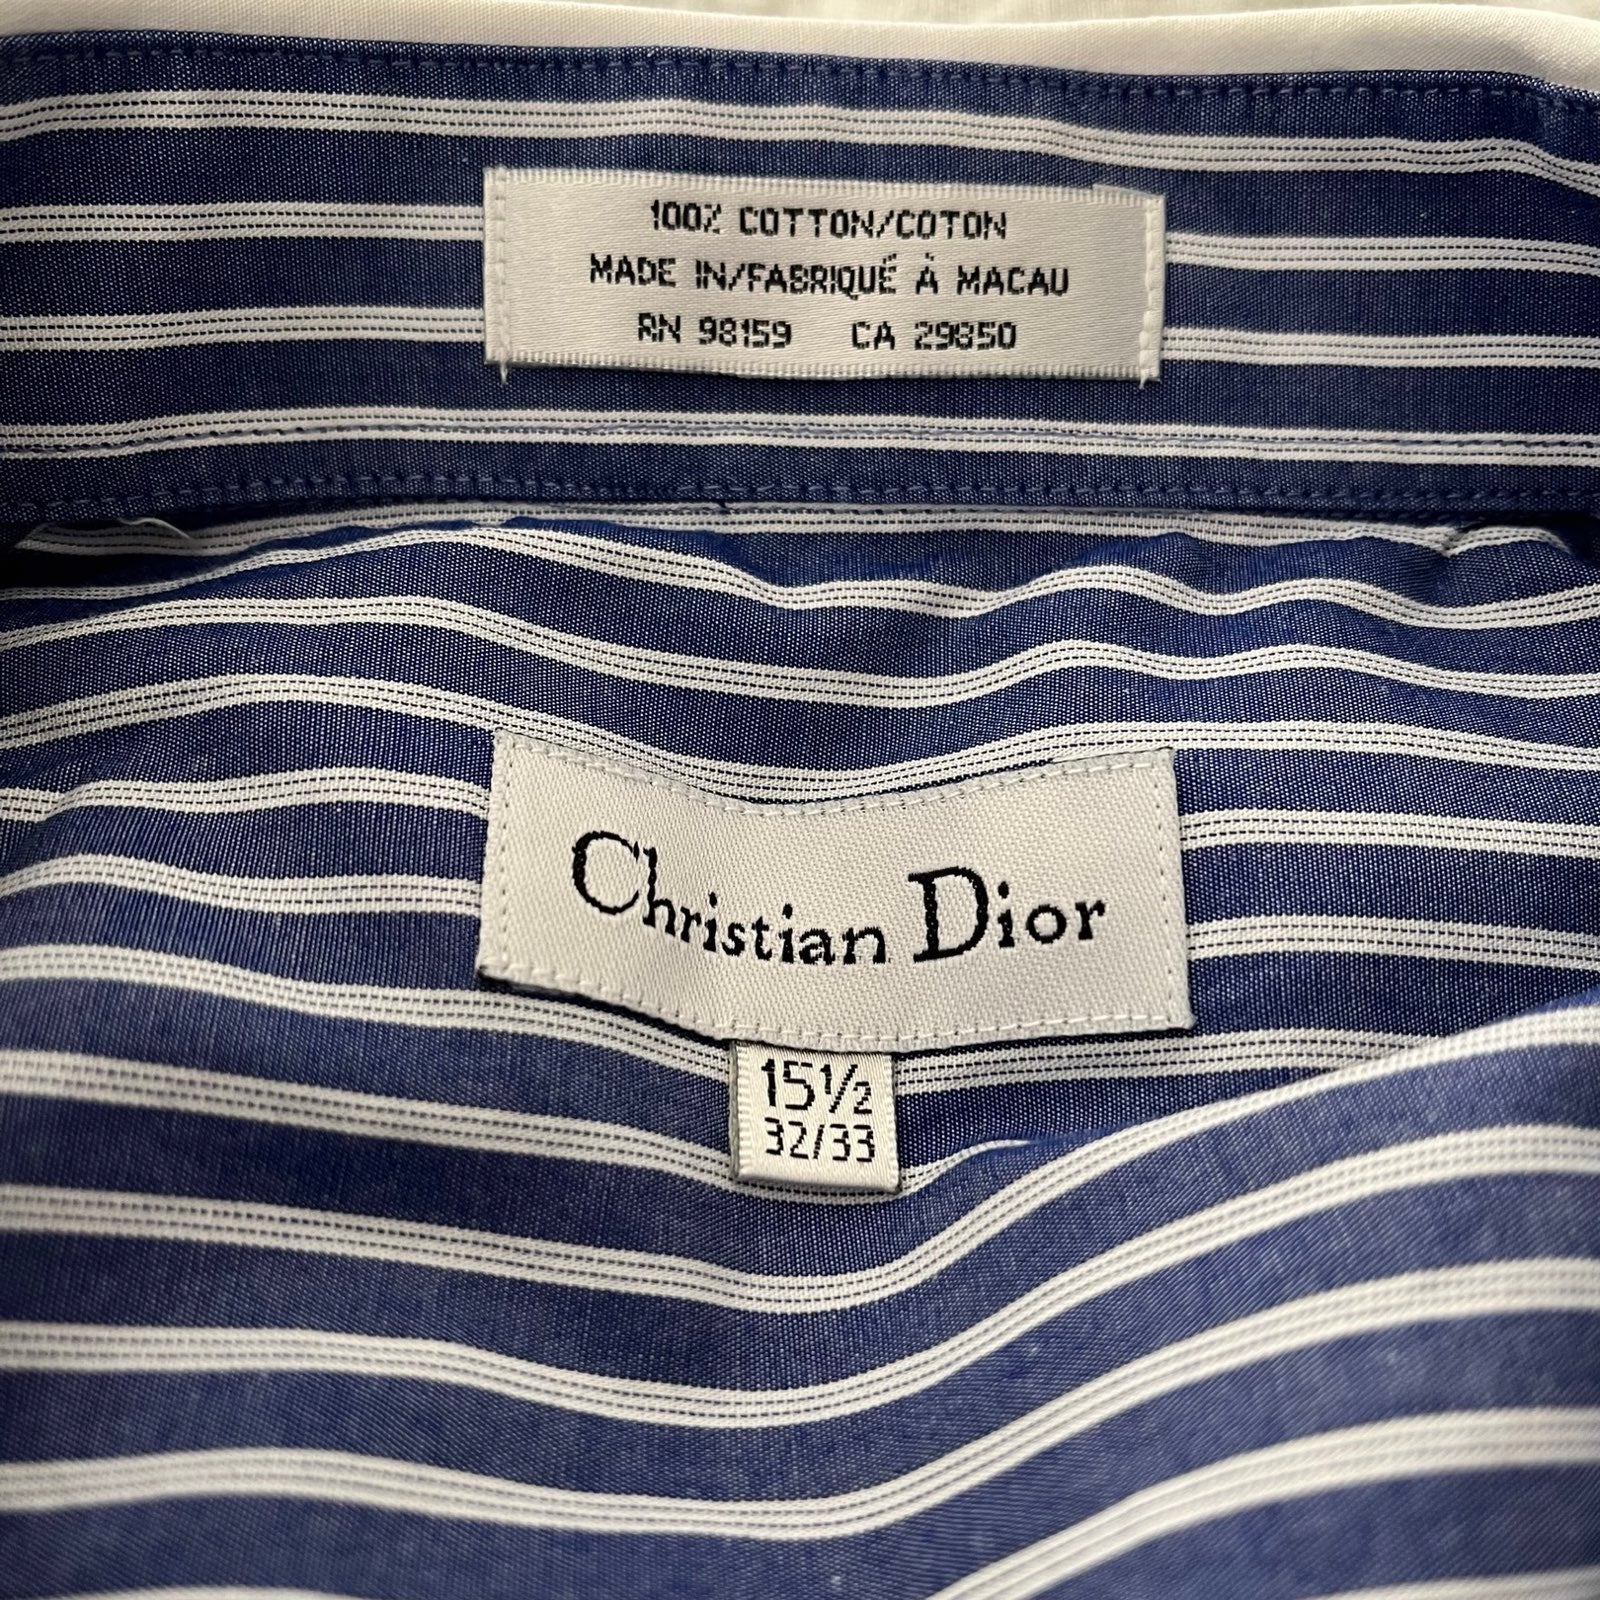 100% COTTON/COTON
MADE IN/FABRIQUÉ À MACAU
RN 98159 CA 29850
Christian Dior
15½
32/33